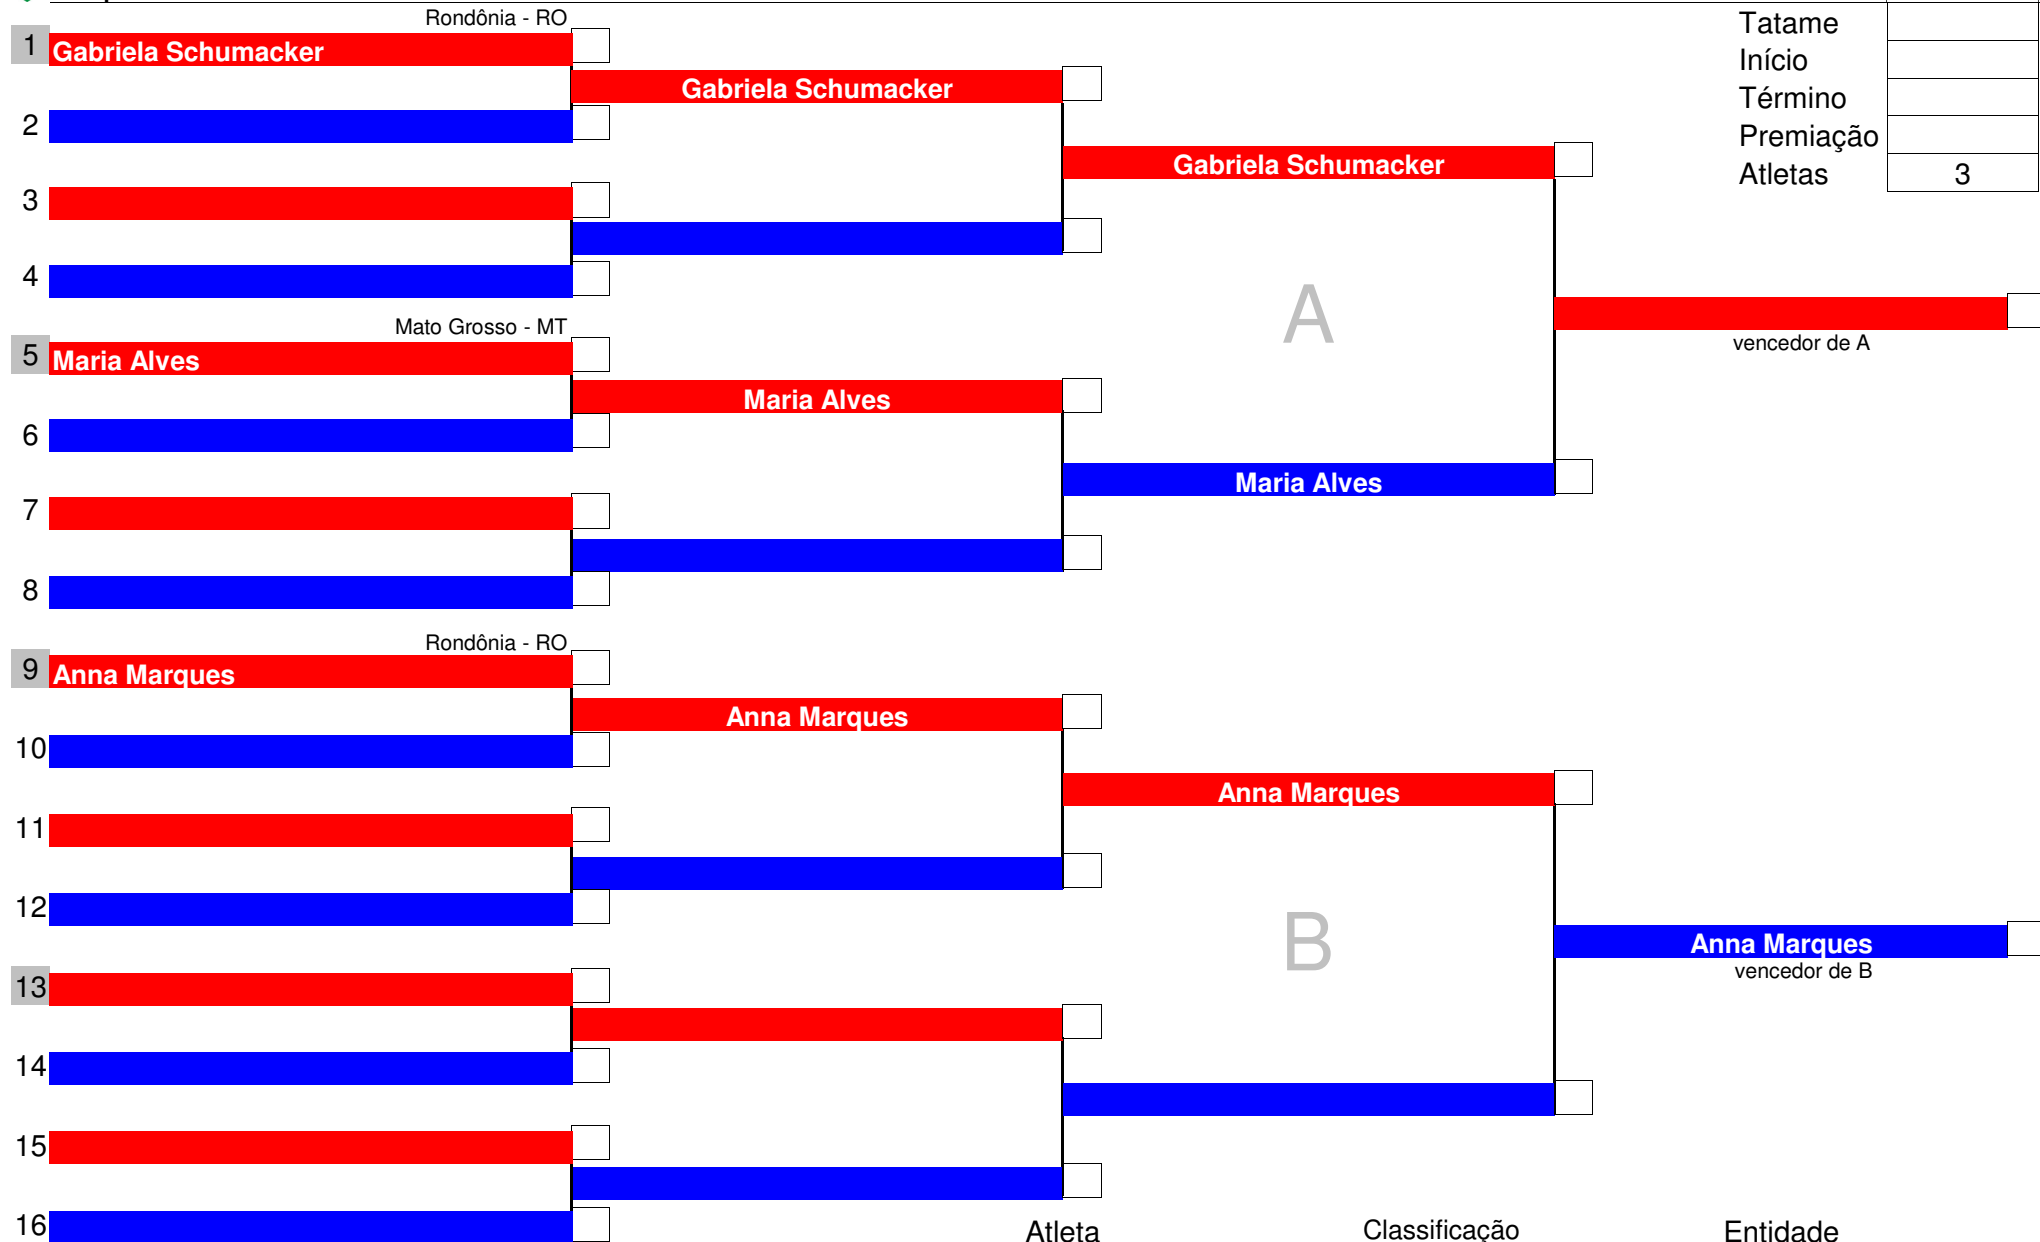 Rondônia - RO
Tatame
1 Gabriela Schumacker
Início
Gabriela Schumacker
Término
2
Premiação
Gabriela Schumacker
Atletas 3
3
4
A
Mato Grosso - MT
vencedor de A
5 Maria Alves
Maria Alves
6
Maria Alves
7
8
Rondônia - RO
9 Anna Marques
Anna Marques
10
Anna Marques
11
12
B
Anna Marques
vencedor de B
13
14
15
16
Atleta Classificação Entidade